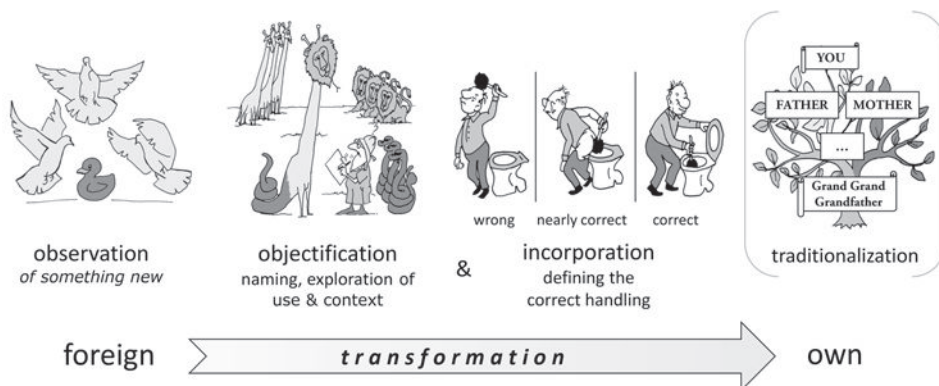 YOU
FATHER
MOTHER
...
Grand Grand
Grandfather
wrong
nearly correct
correct
observation
of something new
objectification
naming, exploration of
use & context
&
incorporation
defining the
correct handling
traditionalization
foreign
transformation
own